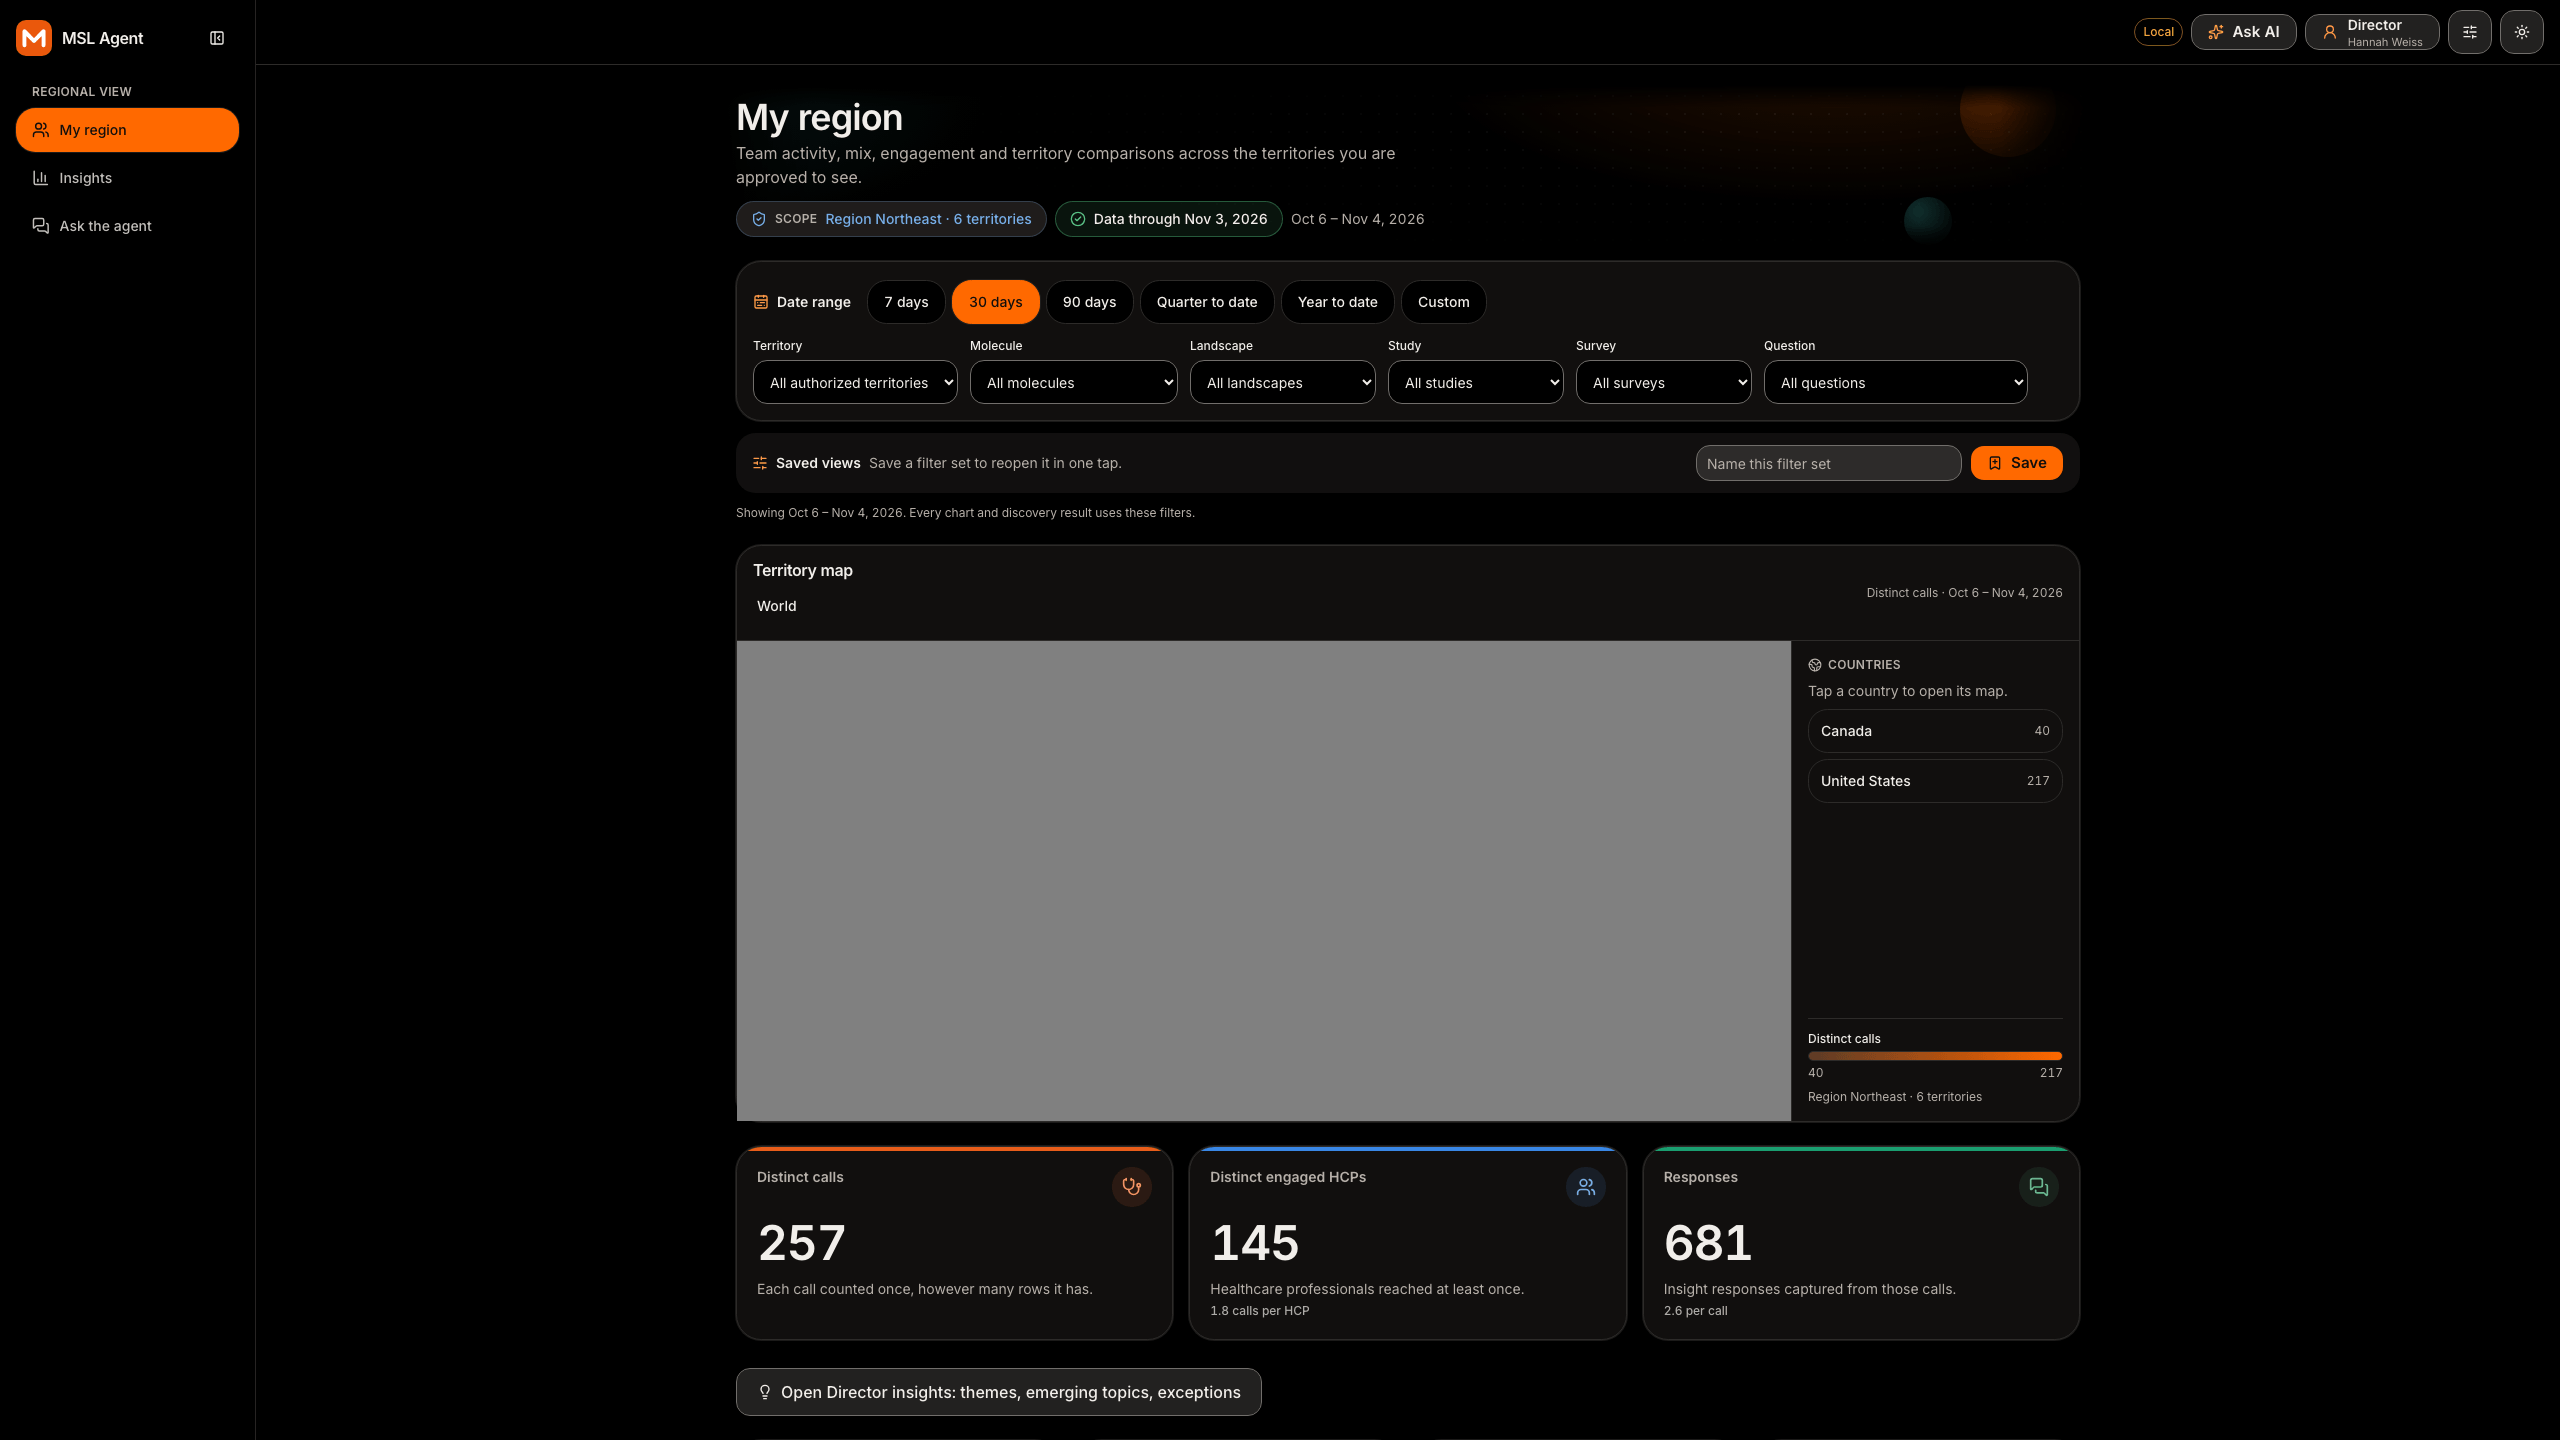 MSL Agent
REGIONAL VIEW
My region
Insights
Ask the agent
Local
Ask AI
Director
Hannah Weiss
My region
Team activity, mix, engagement and territory comparisons across the territories you are
approved to see.
SCOPE Region Northeast · 6 territories
Data through Nov 3, 2026
Oct 6 – Nov 4, 2026
Date range
7 days
30 days
90 days
Quarter to date
Year to date
Custom
Territory
Molecule
Landscape
Study
Survey
Question
All authorized territories
All molecules
All landscapes
All studies
All surveys
All questions
Saved views Save a filter set to reopen it in one tap.
Name this filter set
Save
Showing Oct 6 – Nov 4, 2026. Every chart and discovery result uses these filters.
Territory map
World
Distinct calls · Oct 6 – Nov 4, 2026
COUNTRIES
Tap a country to open its map.
Canada 40
United States 217
Distinct calls
40 217
Region Northeast · 6 territories
Distinct calls
257
Each call counted once, however many rows it has.
Distinct engaged HCPs
145
Healthcare professionals reached at least once.
1.8 calls per HCP
Responses
681
Insight responses captured from those calls.
2.6 per call
Open Director insights: themes, emerging topics, exceptions